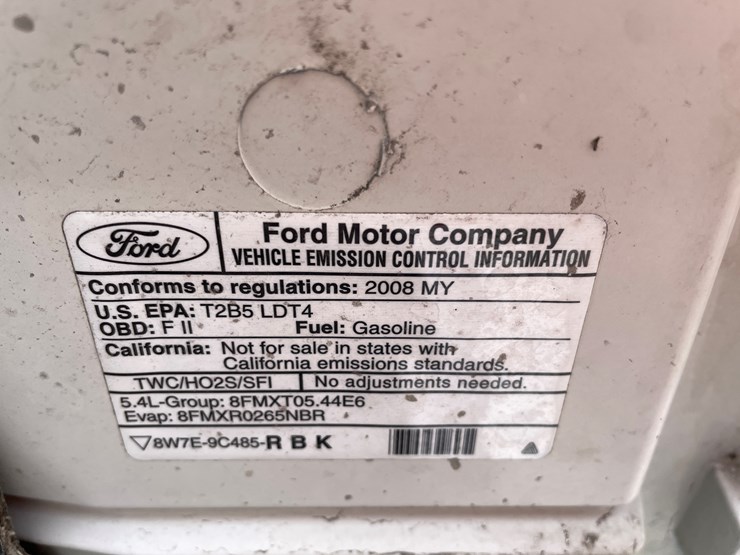 Ford
Ford Motor Company
VEHICLE EMISSION CONTROL INFORMATION
Conforms to regulations: 2008 MY
U.S. EPA: T2B5 LDT4
OBD: F II Fuel: Gasoline
California: Not for sale in states with
California emissions standards.
TWC/HO2S/SFI No adjustments needed.
5.4L-Group: 8FMXT05.44E6
Evap: 8FMXR0265NBR
8W7E-9C485-R B K